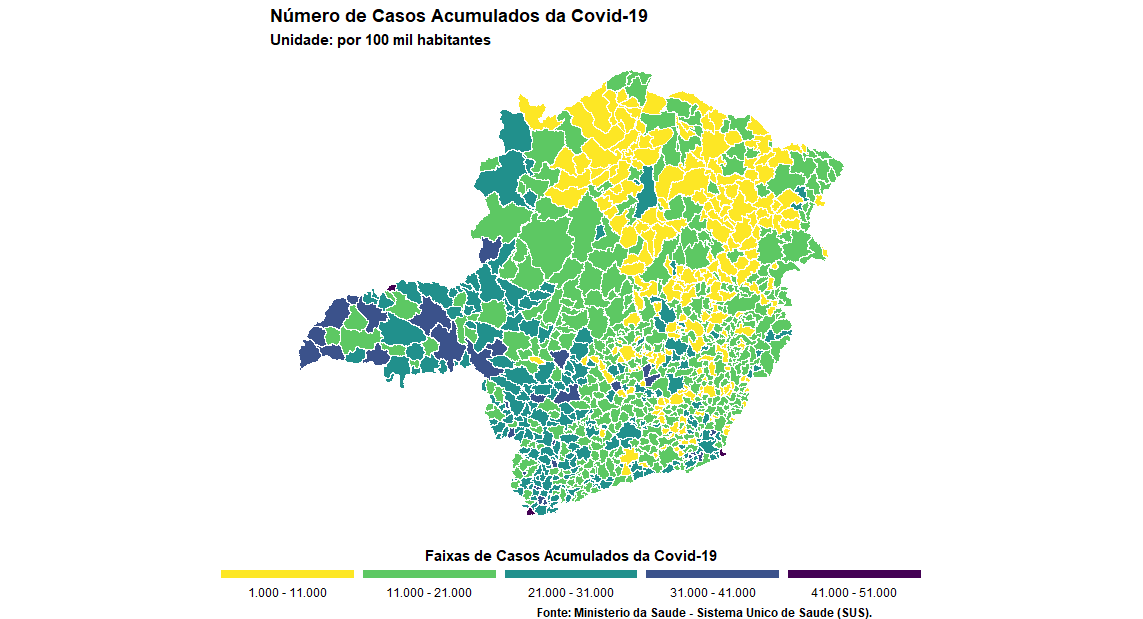 Número de Casos Acumulados da Covid-19
Unidade: por 100 mil habitantes
Faixas de Casos Acumulados da Covid-19
1.000 - 11.000 11.000 - 21.000 21.000 - 31.000 31.000 - 41.000 41.000 - 51.000
Fonte: Ministerio da Saude - Sistema Unico de Saude (SUS).